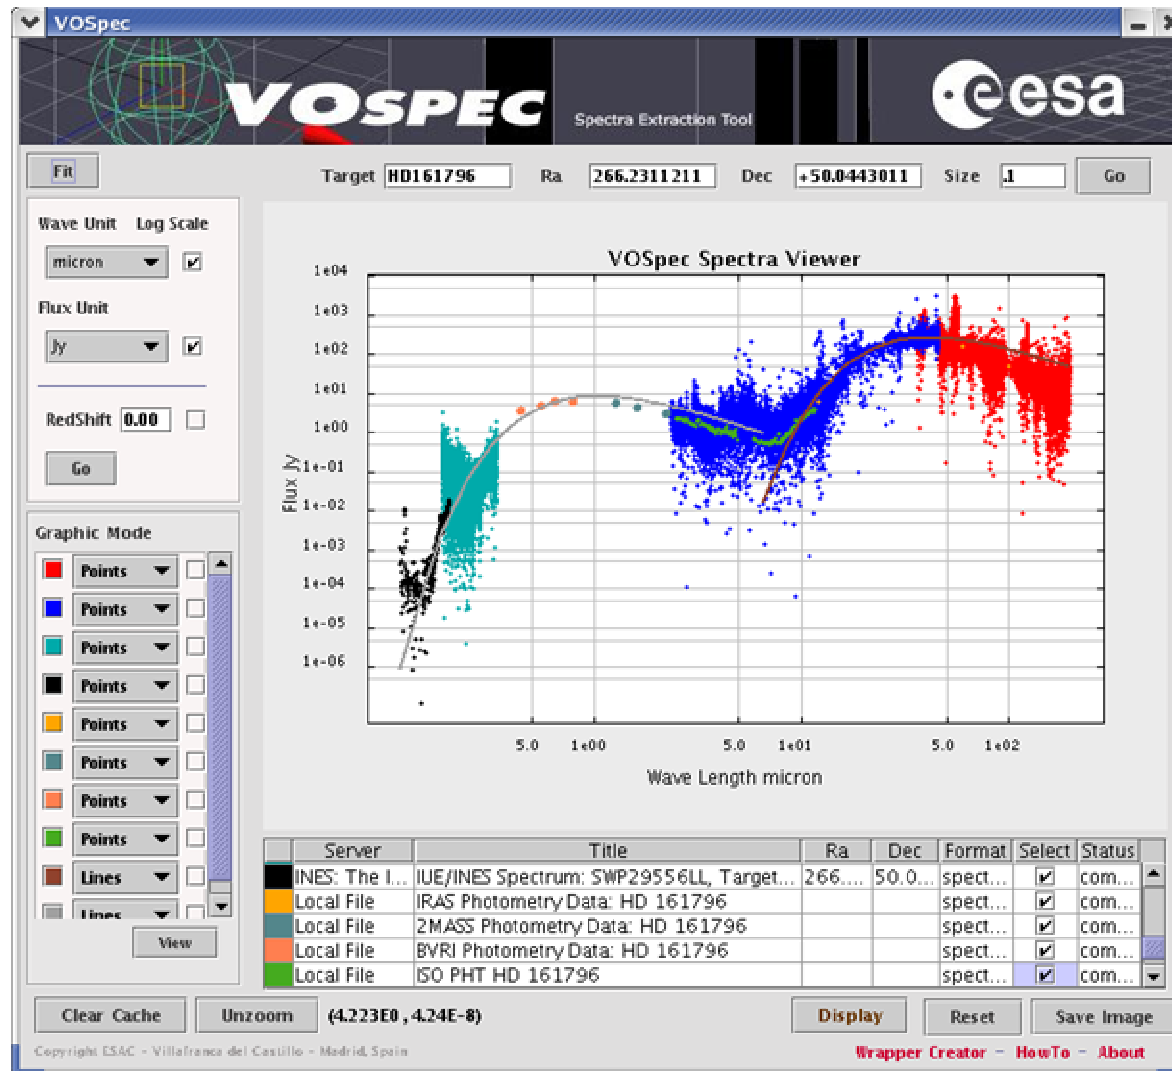 VOSpec
VOSPEC
Spectra Extraction Tool
esa
Fit
Target HD161796 Ra 266.2311211 Dec +50.0443011 Size .1 Go
Wave Unit Log Scale
micron
Flux Unit
Jy
RedShift 0.00
Go
Graphic Mode
Points
Points
Points
Points
Points
Points
Points
Points
Lines
Lines
View
VOSpec Spectra Viewer
1e04
1e03
1e02
1e01
1e00
1e-01
1e-02
1e-03
1e-04
1e-05
1e-06
Flux Jy
5.0 1e00 5.0 1e01 5.0 1e02
Wave Length micron
Server Title Ra Dec Format Select Status
INES: The I... IUE/INES Spectrum: SWP29556LL, Target... 266.... 50.0... spect... com...
Local File IRAS Photometry Data: HD 161796 spect... com...
Local File 2MASS Photometry Data: HD 161796 spect... com...
Local File BVRI Photometry Data: HD 161796 spect... com...
Local File ISO PHT HD 161796 spect... com...
Clear Cache Unzoom (4.223E0 , 4.24E-8) Display Reset Save Image
Copyright ESAC - Villafranca del Castillo - Madrid, Spain
Wrapper Creator - HowTo - About